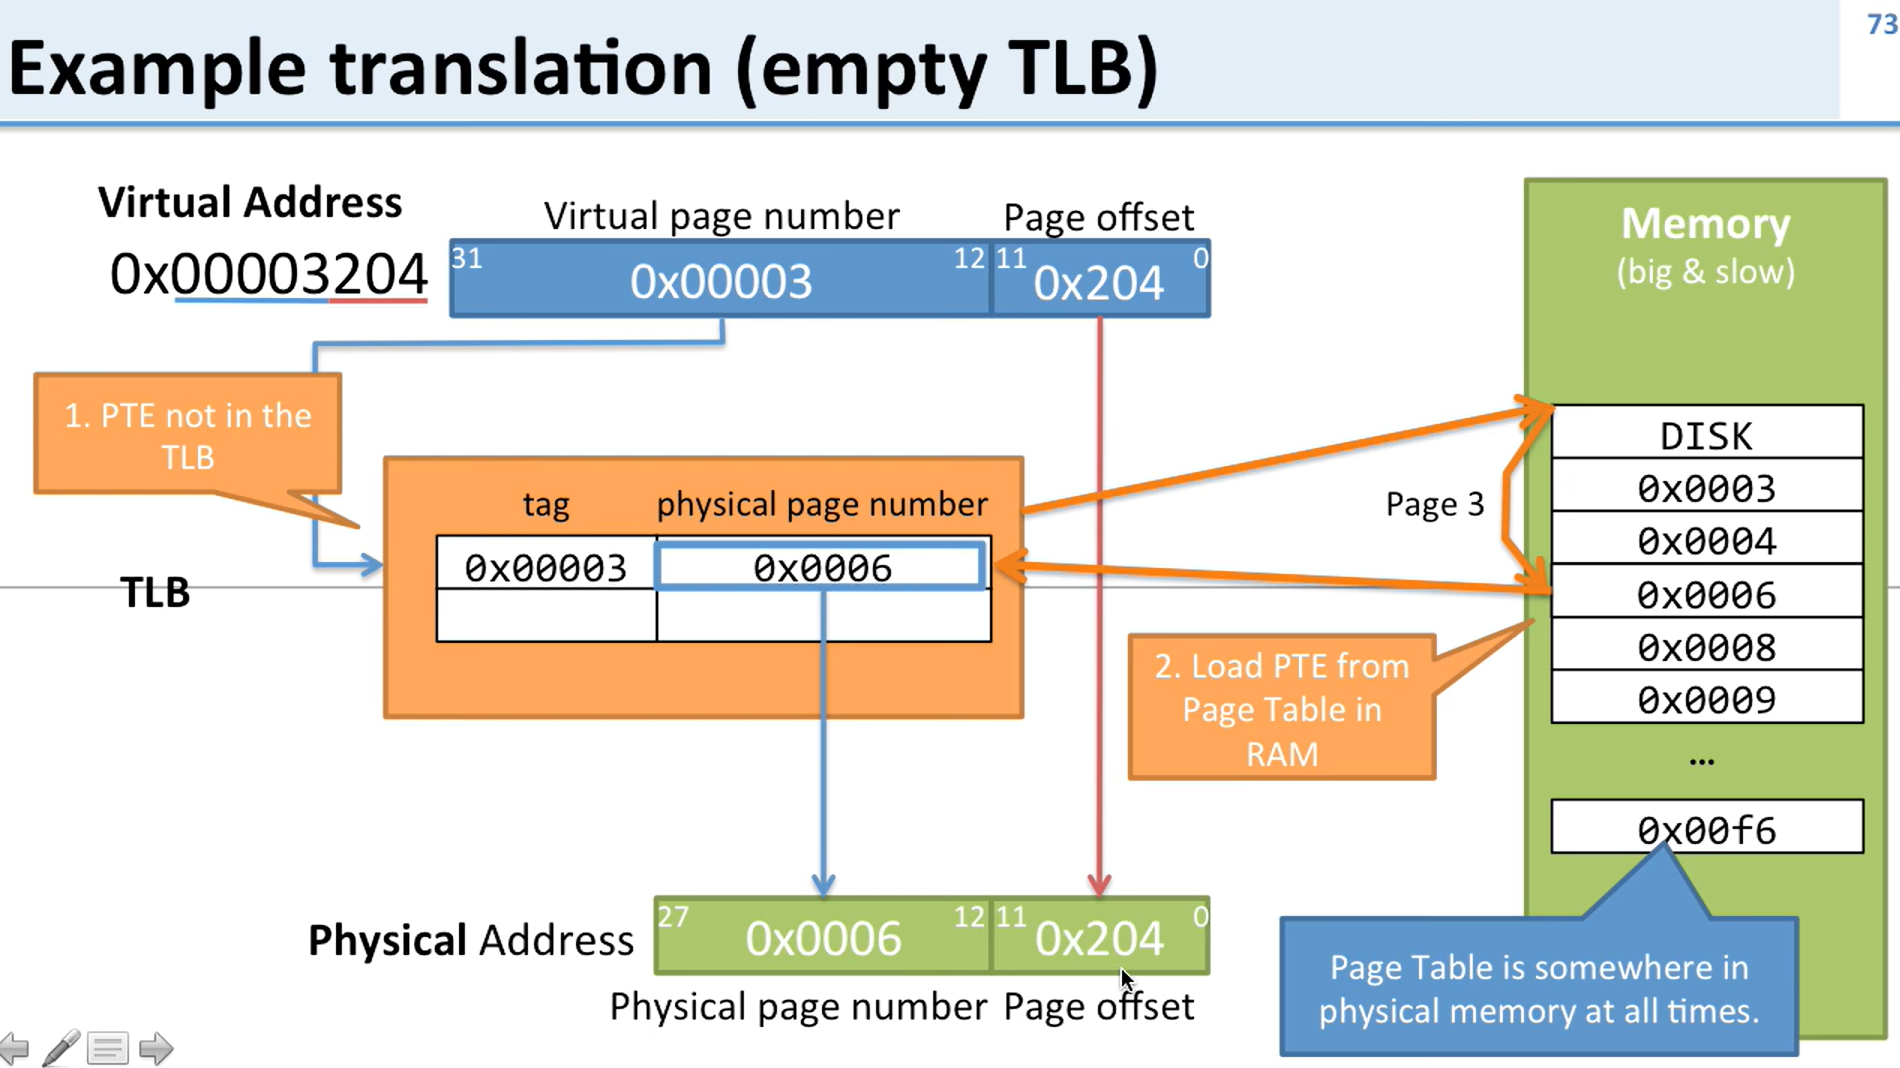 73
Example translation (empty TLB)
Virtual Address
0x00003204
Virtual page number
Page offset
31
0x00003
12
11
0x204
0
Memory
(big & slow)
1. PTE not in the
TLB
TLB
tag
physical page number
0x00003
0x0006
Page 3
DISK
0x0003
0x0004
0x0006
0x0008
0x0009
...
0x00f6
2. Load PTE from
Page Table in
RAM
Physical Address
27
0x0006
12
11
0x204
0
Physical page number
Page offset
Page Table is somewhere in
physical memory at all times.